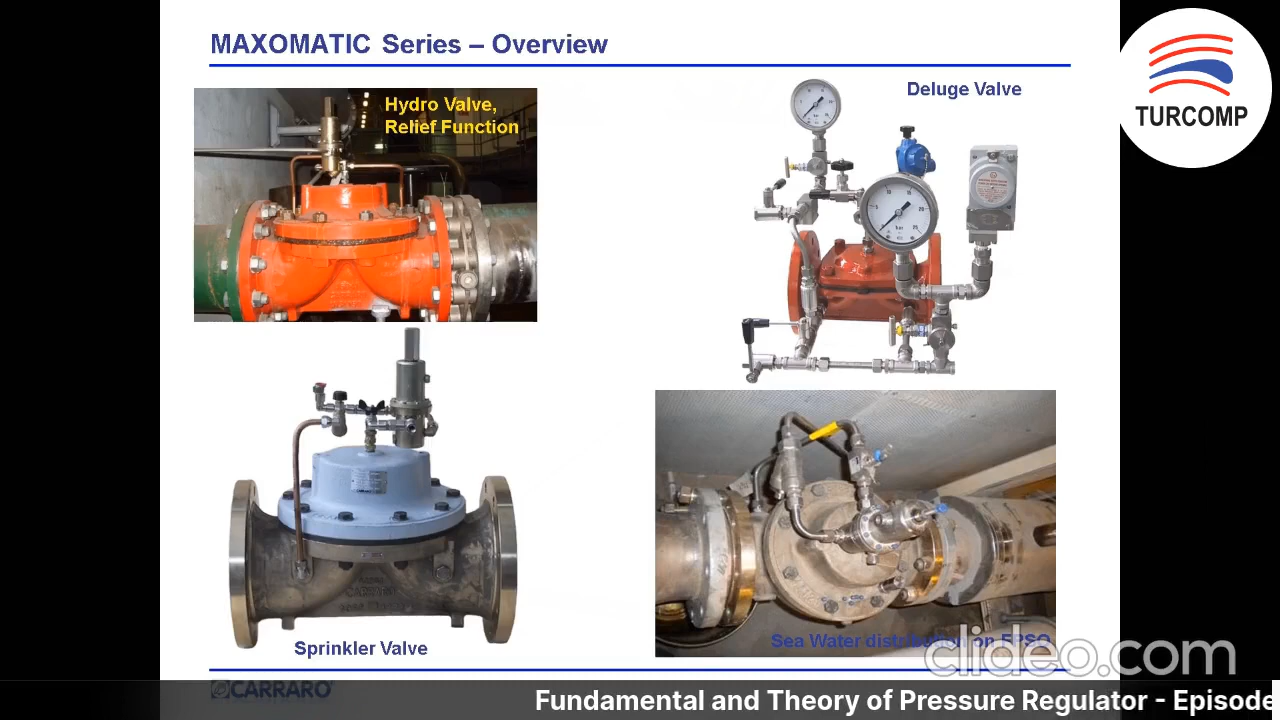 MAXOMATIC Series – Overview
TURCOMP
Hydro Valve,
Relief Function
Deluge Valve
Sprinkler Valve
Sea Water distribution on FPSO
clideo.com
CARRARO
Fundamental and Theory of Pressure Regulator - Episode